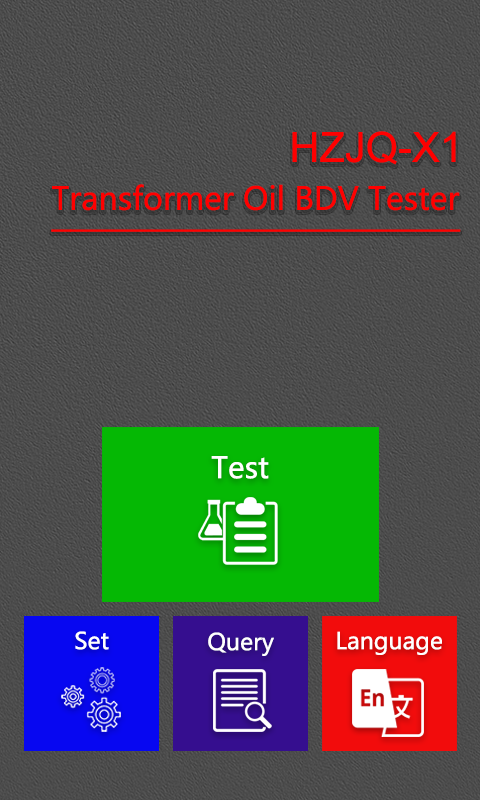 HZJQ-X1
Transformer Oil BDV Tester
Test
Set
Query
Language
En
文